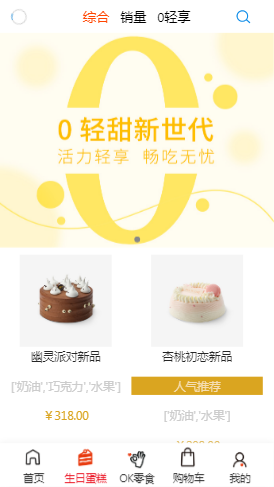 综合 销量 0轻享
0 轻甜新世代
活力轻享 畅吃无忧
幽灵派对新品 杏桃初恋新品
['奶油','巧克力','水果'] 人气推荐
￥318.00 ['奶油','水果']
首页 生日蛋糕 OK零食 购物车 我的